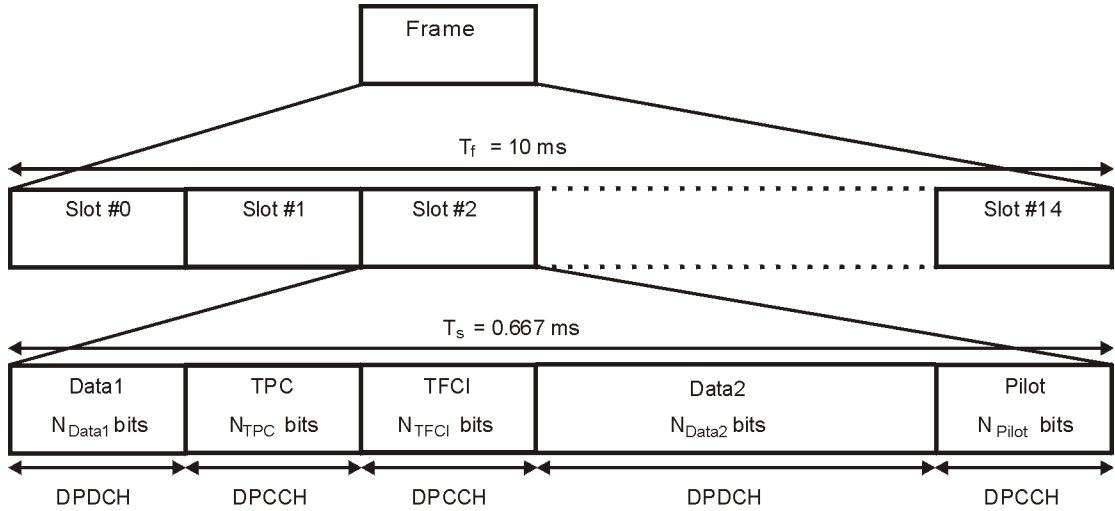 Frame
T_f = 10 ms
Slot #0 Slot #1 Slot #2 Slot #14
T_s = 0.667 ms
Data1 TPC TFCI Data2 Pilot
N_Data1 bits N_TPC bits N_TFCI bits N_Data2 bits N_Pilot bits
DPDCH DPCCH DPCCH DPDCH DPCCH